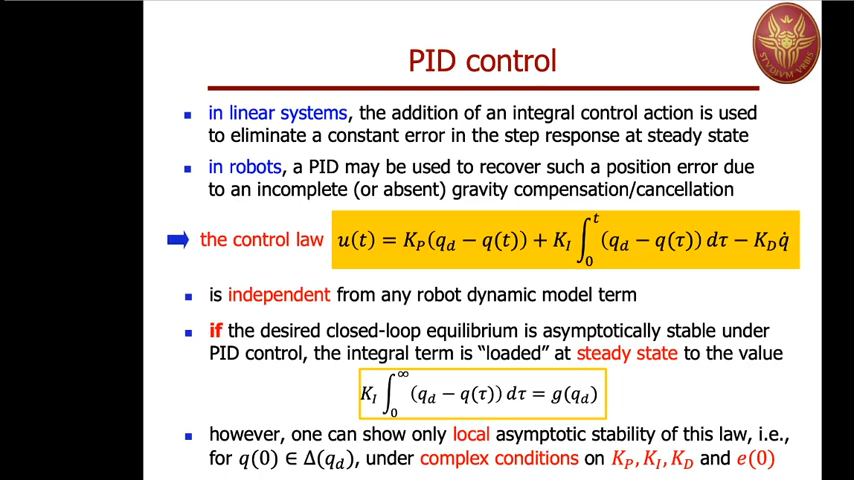 PID control
STVDIVM VRBIS
in linear systems, the addition of an integral control action is used
to eliminate a constant error in the step response at steady state
in robots, a PID may be used to recover such a position error due
to an incomplete (or absent) gravity compensation/cancellation
the control law u(t) = K_P(q_d − q(t)) + K_I ∫_0^t (q_d − q(τ)) dτ − K_D q̇
is independent from any robot dynamic model term
if the desired closed-loop equilibrium is asymptotically stable under
PID control, the integral term is “loaded” at steady state to the value
K_I ∫_0^∞ (q_d − q(τ)) dτ = g(q_d)
however, one can show only local asymptotic stability of this law, i.e.,
for q(0) ∈ Δ(q_d), under complex conditions on K_P, K_I, K_D and e(0)